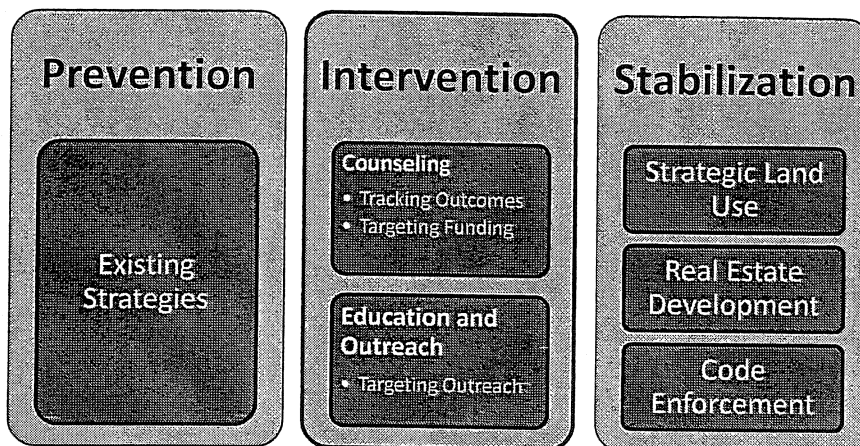 Prevention
Existing
Strategies
Intervention
Counseling
• Tracking Outcomes
• Targeting Funding
Education and
Outreach
• Targeting Outreach
Stabilization
Strategic Land
Use
Real Estate
Development
Code
Enforcement